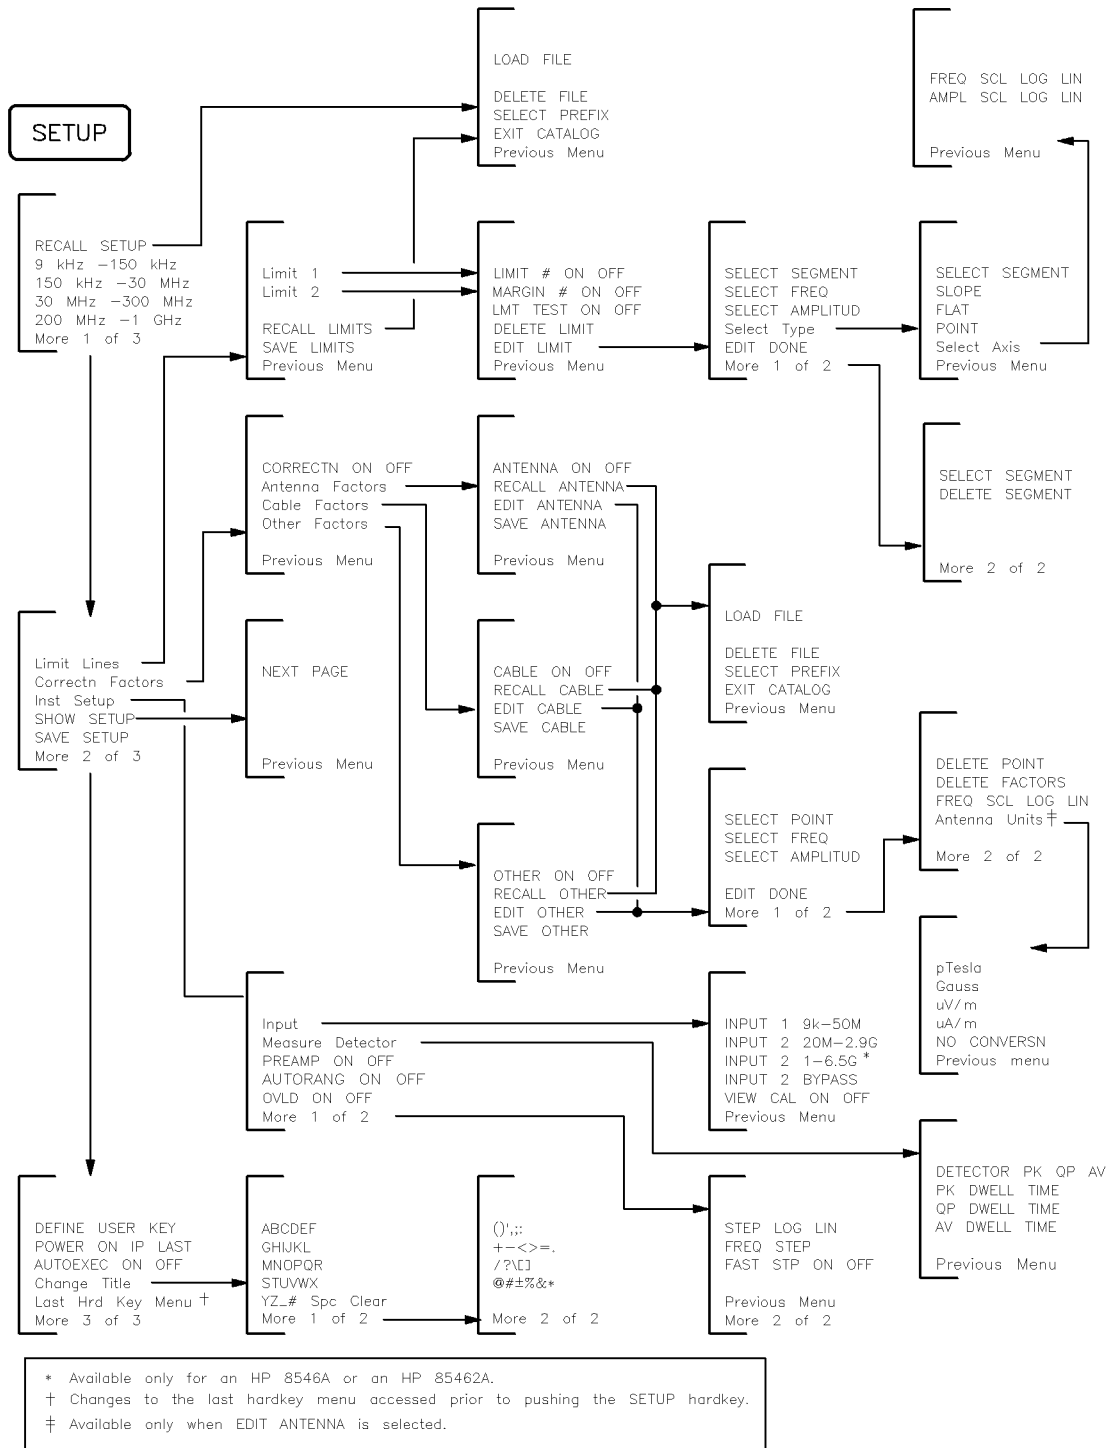 SETUP
LOAD FILE
DELETE FILE
SELECT PREFIX
EXIT CATALOG
Previous Menu
FREQ SCL LOG LIN
AMPL SCL LOG LIN
Previous Menu
RECALL SETUP
9 kHz -150 kHz
150 kHz -30 MHz
30 MHz -300 MHz
200 MHz -1 GHz
More 1 of 3
Limit 1
Limit 2
RECALL LIMITS
SAVE LIMITS
Previous Menu
LIMIT # ON OFF
MARGIN # ON OFF
LMT TEST ON OFF
DELETE LIMIT
EDIT LIMIT
Previous Menu
SELECT SEGMENT
SELECT FREQ
SELECT AMPLITUD
Select Type
EDIT DONE
More 1 of 2
SELECT SEGMENT
SLOPE
FLAT
POINT
Select Axis
Previous Menu
SELECT SEGMENT
DELETE SEGMENT
More 2 of 2
CORRECTN ON OFF
Antenna Factors
Cable Factors
Other Factors
Previous Menu
ANTENNA ON OFF
RECALL ANTENNA
EDIT ANTENNA
SAVE ANTENNA
Previous Menu
LOAD FILE
DELETE FILE
SELECT PREFIX
EXIT CATALOG
Previous Menu
Limit Lines
Correctn Factors
Inst Setup
SHOW SETUP
SAVE SETUP
More 2 of 3
NEXT PAGE
Previous Menu
CABLE ON OFF
RECALL CABLE
EDIT CABLE
SAVE CABLE
Previous Menu
OTHER ON OFF
RECALL OTHER
EDIT OTHER
SAVE OTHER
Previous Menu
SELECT POINT
SELECT FREQ
SELECT AMPLITUD
EDIT DONE
More 1 of 2
DELETE POINT
DELETE FACTORS
FREQ SCL LOG LIN
Antenna Units‡
More 2 of 2
pTesla
Gauss
uV/m
uA/m
NO CONVERSN
Previous menu
Input
Measure Detector
PREAMP ON OFF
AUTORANG ON OFF
OVLD ON OFF
More 1 of 2
INPUT 1 9k-50M
INPUT 2 20M-2.9G
INPUT 2 1-6.5G *
INPUT 2 BYPASS
VIEW CAL ON OFF
Previous Menu
DETECTOR PK QP AV
PK DWELL TIME
QP DWELL TIME
AV DWELL TIME
Previous Menu
DEFINE USER KEY
POWER ON IP LAST
AUTOEXEC ON OFF
Change Title
Last Hrd Key Menu †
More 3 of 3
ABCDEF
GHIJKL
MNOPQR
STUVWX
YZ_# Spc Clear
More 1 of 2
()',;:
+-<>=.
/?\[]
@#±%&*
More 2 of 2
STEP LOG LIN
FREQ STEP
FAST STP ON OFF
Previous Menu
More 2 of 2
* Available only for an HP 8546A or an HP 85462A.
† Changes to the last hardkey menu accessed prior to pushing the SETUP hardkey.
‡ Available only when EDIT ANTENNA is selected.